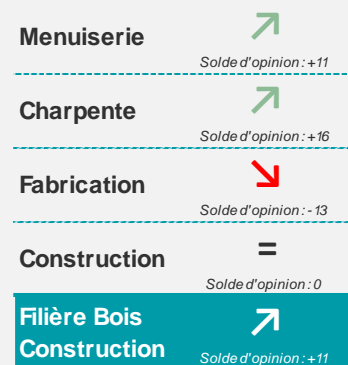 Menuiserie
Solde d'opinion : +11
Charpente
Solde d'opinion : +16
Fabrication
Solde d'opinion : -13
Construction
=
Solde d'opinion : 0
Filière Bois
Construction
Solde d'opinion : +11